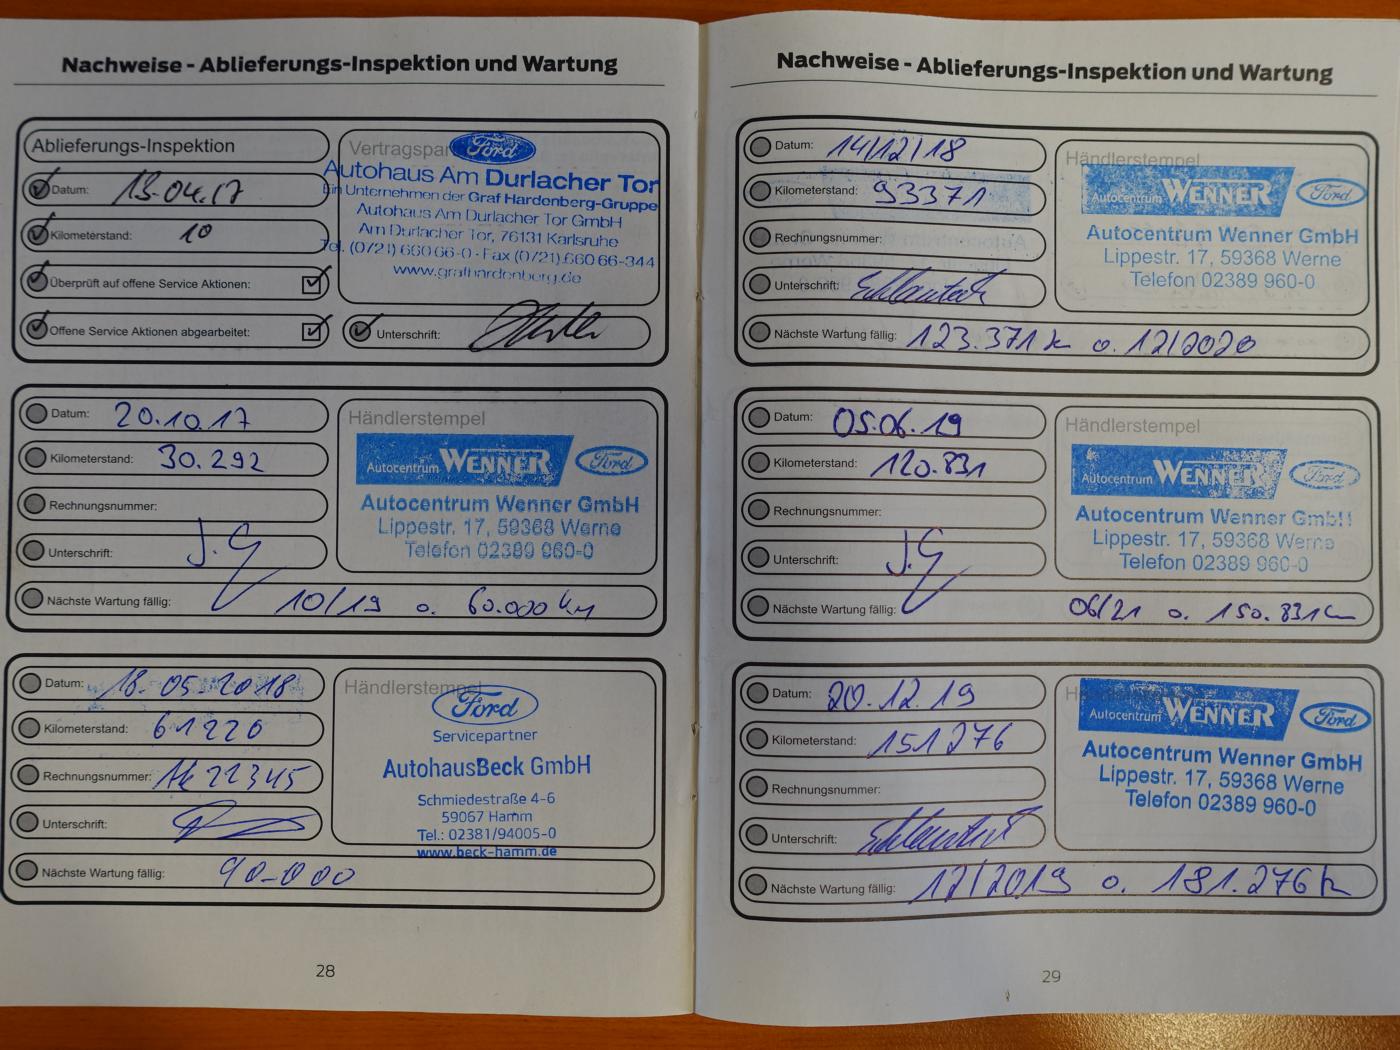 Nachweise - Ablieferungs-Inspektion und Wartung
Ablieferungs-Inspektion
Datum: 13.04.17
Kilometerstand: 10
Überprüft auf offene Service Aktionen:
Offene Service Aktionen abgearbeitet:
Ford
Autohaus Am Durlacher Tor
Ein Unternehmen der Graf Hardenberg-Gruppe
Autohaus Am Durlacher Tor GmbH
Am Durlacher Tor, 76131 Karlsruhe
Tel. (0721) 660 66-0 - Fax (0721) 660 66-344
www.grafhardenberg.de
Unterschrift:
Datum: 20.10.17
Kilometerstand: 30.292
Rechnungsnummer:
Unterschrift: J.G
Nächste Wartung fällig: 10/19 o. 60.000 km
Händlerstempel
Autocentrum WENNER Ford
Autocentrum Wenner GmbH
Lippestr. 17, 59368 Werne
Telefon 02389 960-0
Datum: 18-05-2018
Kilometerstand: 61220
Rechnungsnummer: AK22345
Unterschrift:
Nächste Wartung fällig: 90-000
Händlerstempel
Ford
Servicepartner
AutohausBeck GmbH
Schmiedestraße 4-6
59067 Hamm
Tel.: 02381/94005-0
www.beck-hamm.de
28
Nachweise - Ablieferungs-Inspektion und Wartung
Datum: 14/12/18
Kilometerstand: 93371
Rechnungsnummer:
Unterschrift:
Nächste Wartung fällig: 123.371 km o. 12/2020
Händlerstempel
Autocentrum WENNER Ford
Autocentrum Wenner GmbH
Lippestr. 17, 59368 Werne
Telefon 02389 960-0
Datum: 05.06.19
Kilometerstand: 120.831
Rechnungsnummer:
Unterschrift: J.G
Nächste Wartung fällig: 06/21 o. 150.831 km
Händlerstempel
Autocentrum WENNER Ford
Autocentrum Wenner GmbH
Lippestr. 17, 59368 Werne
Telefon 02389 960-0
Datum: 20.12.19
Kilometerstand: 151276
Rechnungsnummer:
Unterschrift:
Nächste Wartung fällig: 12/2019 o. 181.276 km
Autocentrum WENNER Ford
Autocentrum Wenner GmbH
Lippestr. 17, 59368 Werne
Telefon 02389 960-0
29